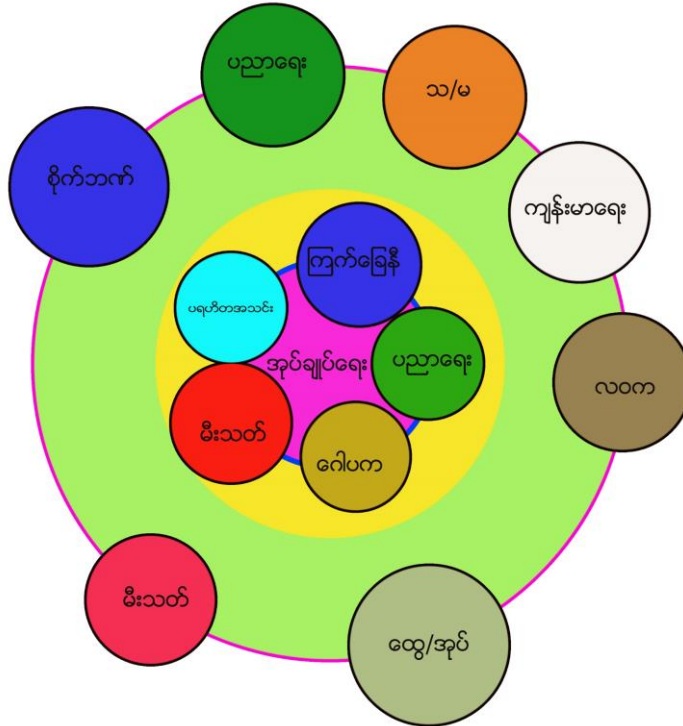 ပညာရေး
သ/မ
စိုက်ဘဏ်
ကျန်းမာရေး
ကြက်ခြေနီ
ပရဟိတအသင်း
အုပ်ချုပ်ရေး
ပညာရေး
လဝက
မီးသတ်
ဂေါပက
မီးသတ်
ထွေ/အုပ်